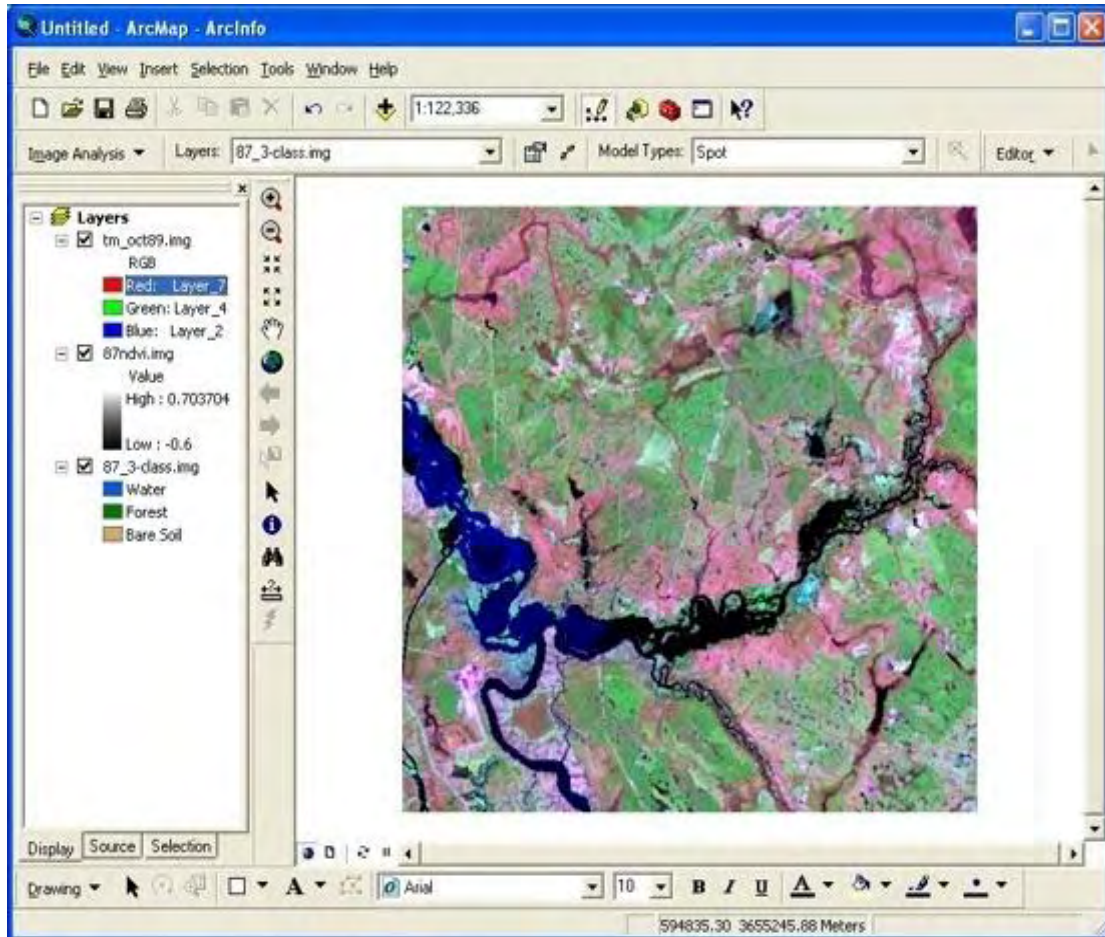 Untitled - ArcMap - ArcInfo
File Edit View Insert Selection Tools Window Help
1:122,336
Image Analysis Layers: 87_3-class.img Model Types: Spot Editor
Layers
tm_oct89.img
RGB
Red: Layer_7
Green: Layer_4
Blue: Layer_2
87ndvi.img
Value
High : 0.703704
Low : -0.6
87_3-class.img
Water
Forest
Bare Soil
Display Source Selection
Drawing A Arial 10 B I U A
594835.30 3655245.88 Meters